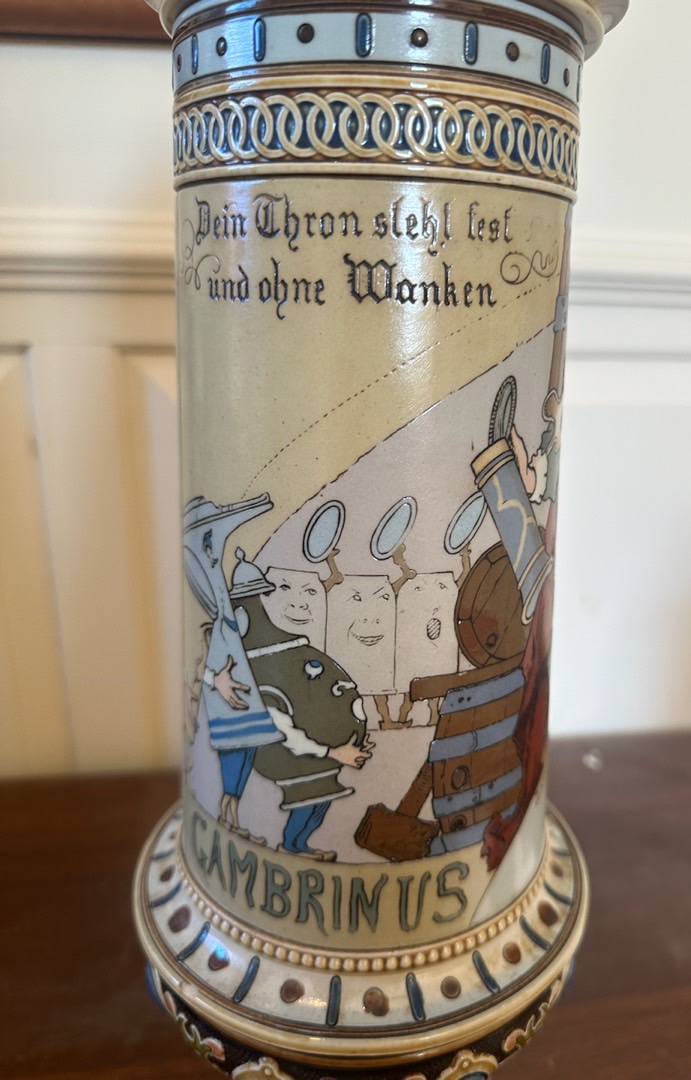 Dein Thron steht fest
und ohne Wanken
GAMBRINUS